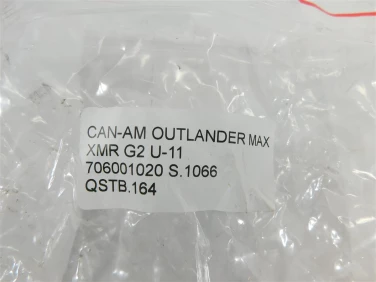 CAN-AM OUTLANDER MAX
XMR G2 U-11
706001020 S.1066
QSTB.164